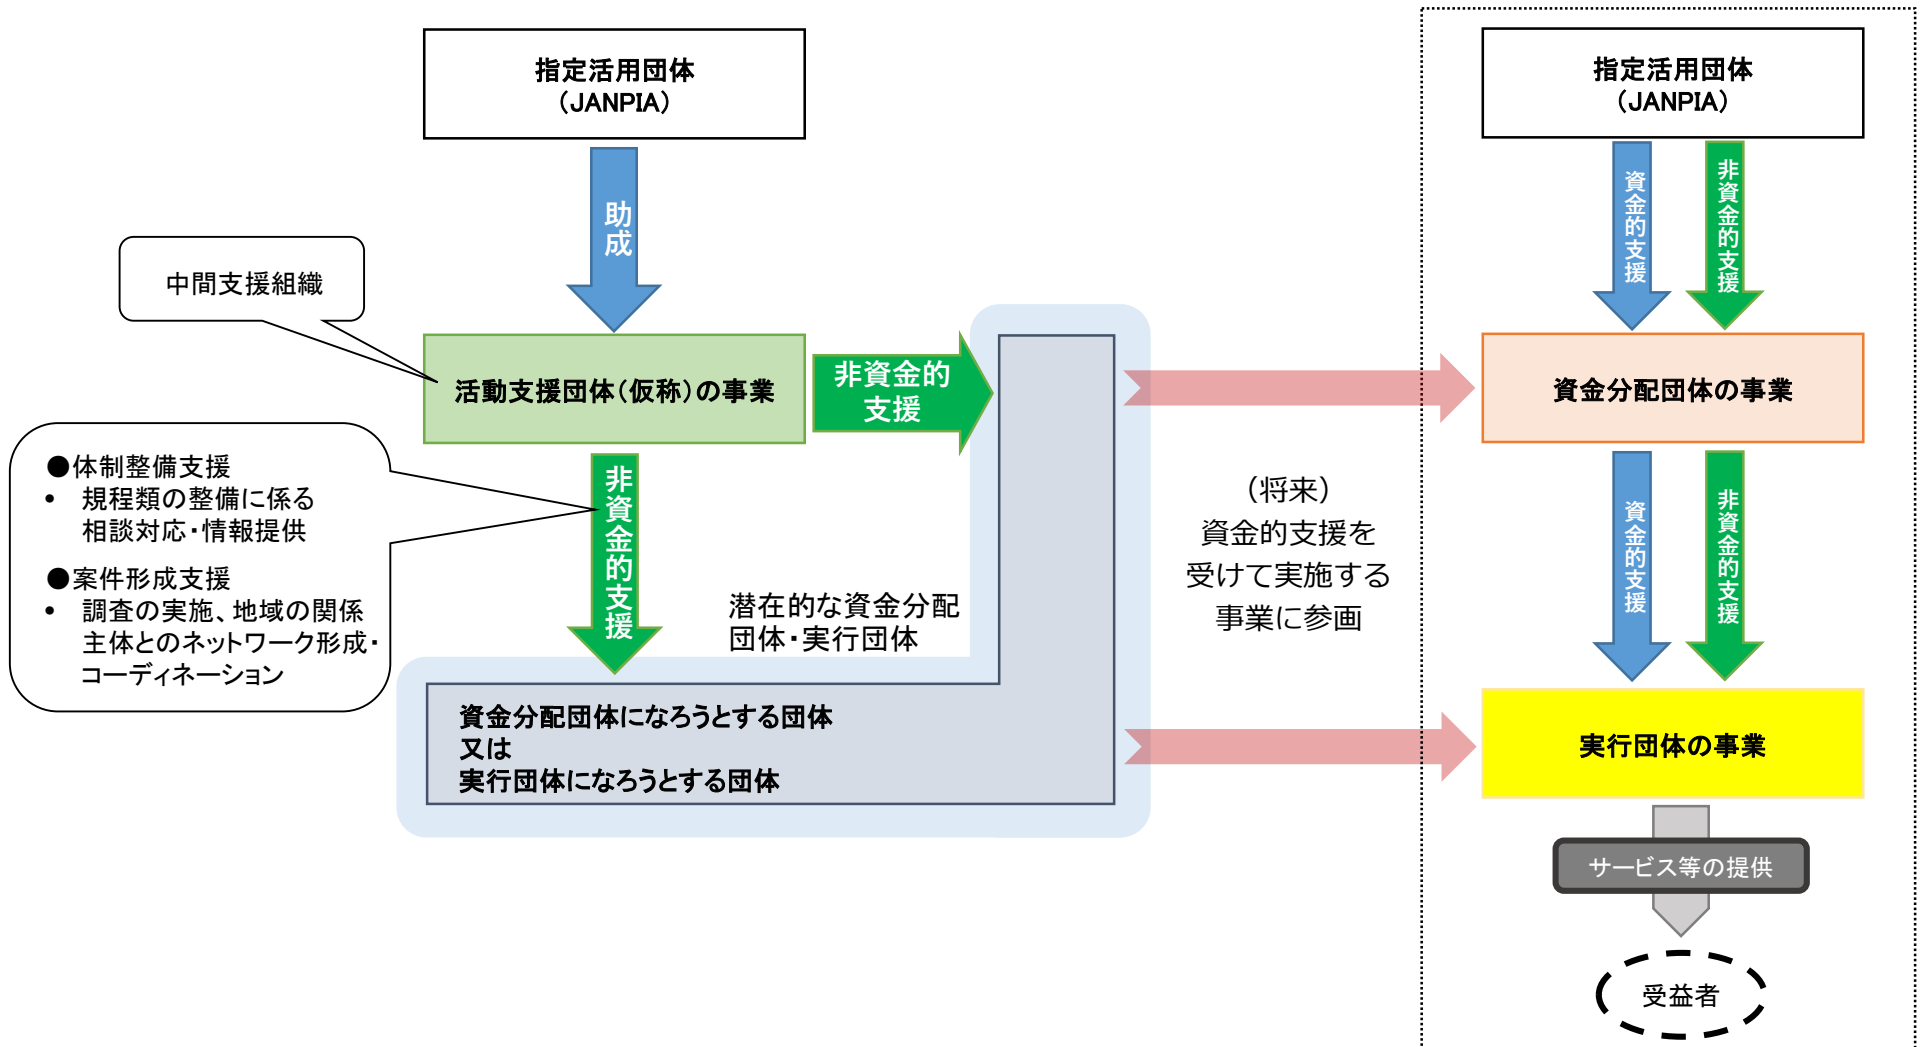 指定活用団体
（JANPIA）
助成
中間支援組織
活動支援団体（仮称）の事業
非資金的
支援
●体制整備支援
• 規程類の整備に係る
相談対応・情報提供
●案件形成支援
• 調査の実施、地域の関係
主体とのネットワーク形成・
コーディネーション
非資金的支援
潜在的な資金分配
団体・実行団体
資金分配団体になろうとする団体
又は
実行団体になろうとする団体
（将来）
資金的支援を
受けて実施する
事業に参画
指定活用団体
（JANPIA）
資金的支援
非資金的支援
資金分配団体の事業
資金的支援
非資金的支援
実行団体の事業
サービス等の提供
受益者